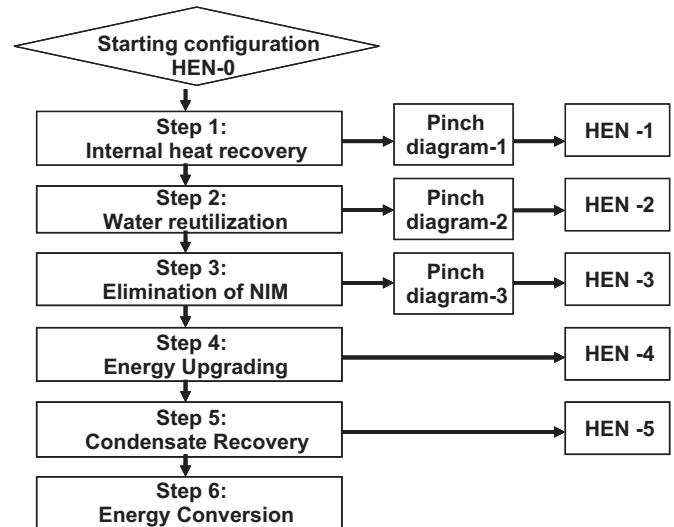 Starting configuration
HEN-0
Step 1:
Internal heat recovery
Pinch
diagram-1
HEN -1
Step 2:
Water reutilization
Pinch
diagram-2
HEN -2
Step 3:
Elimination of NIM
Pinch
diagram-3
HEN -3
Step 4:
Energy Upgrading
HEN -4
Step 5:
Condensate Recovery
HEN -5
Step 6:
Energy Conversion